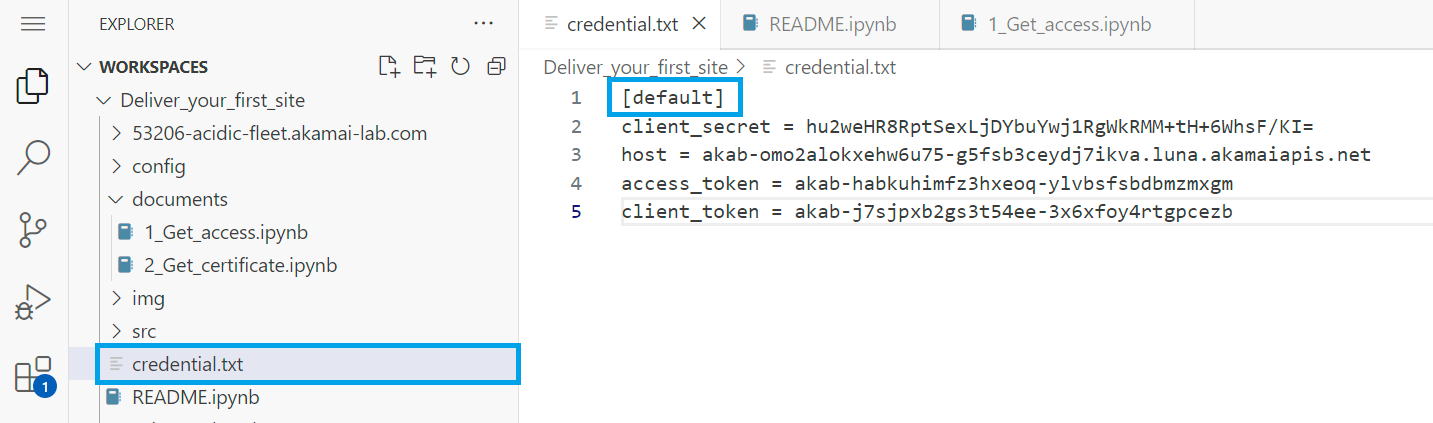 EXPLORER
WORKSPACES
Deliver_your_first_site
53206-acidic-fleet.akamai-lab.com
config
documents
1_Get_access.ipynb
2_Get_certificate.ipynb
img
src
credential.txt
README.ipynb
1
credential.txt
README.ipynb
1_Get_access.ipynb
Deliver_your_first_site > credential.txt
1 [default]
2 client_secret = hu2weHR8RptSexLjDYbuYwj1RgWkRMM+tH+6WhsF/KI=
3 host = akab-omo2alokxehw6u75-g5fsb3ceydj7ikva.luna.akamaiapis.net
4 access_token = akab-habkuhimfz3hxeoq-ylvbsfsbdbmzmxgm
5 client_token = akab-j7sjpxb2gs3t54ee-3x6xfoy4rtgpcezb